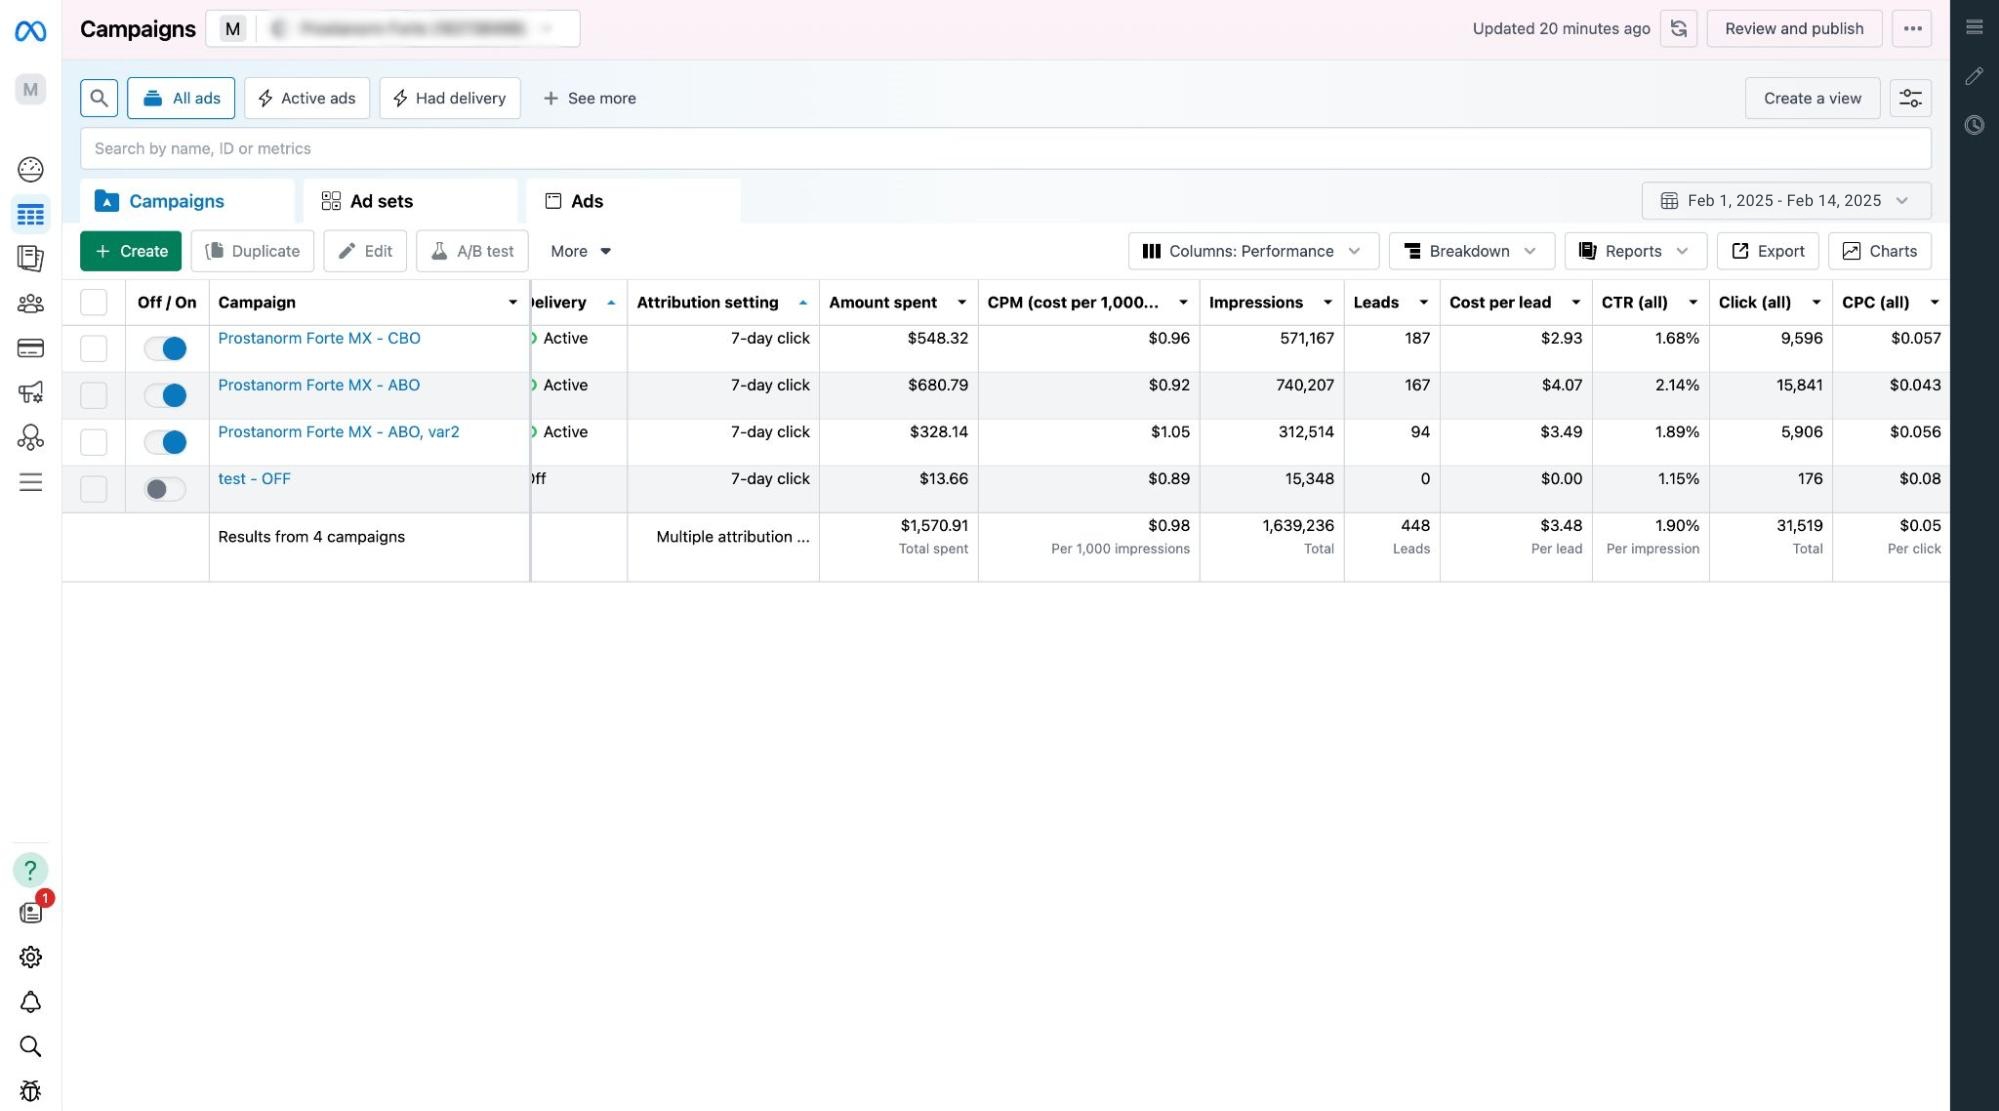 Campaigns M
Updated 20 minutes ago Review and publish
M
All ads Active ads Had delivery + See more Create a view
Search by name, ID or metrics
Campaigns Ad sets Ads Feb 1, 2025 - Feb 14, 2025
+ Create Duplicate Edit A/B test More Columns: Performance Breakdown Reports Export Charts
Off / On Campaign Delivery Attribution setting Amount spent CPM (cost per 1,000... Impressions Leads Cost per lead CTR (all) Click (all) CPC (all)
Prostanorm Forte MX - CBO Active 7-day click $548.32 $0.96 571,167 187 $2.93 1.68% 9,596 $0.057
Prostanorm Forte MX - ABO Active 7-day click $680.79 $0.92 740,207 167 $4.07 2.14% 15,841 $0.043
Prostanorm Forte MX - ABO, var2 Active 7-day click $328.14 $1.05 312,514 94 $3.49 1.89% 5,906 $0.056
test - OFF Off 7-day click $13.66 $0.89 15,348 0 $0.00 1.15% 176 $0.08
Results from 4 campaigns Multiple attribution ... $1,570.91 $0.98 1,639,236 448 $3.48 1.90% 31,519 $0.05
Total spent Per 1,000 impressions Total Leads Per lead Per impression Total Per click
?
1